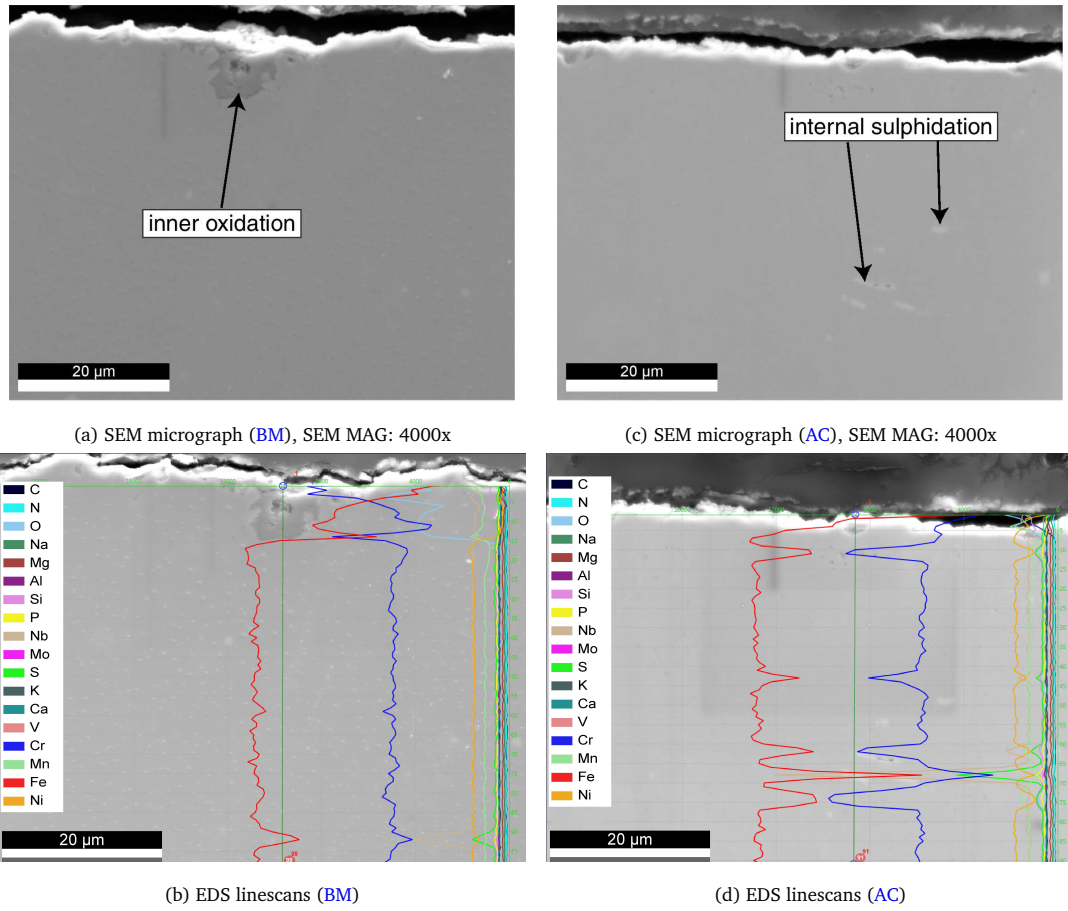 inner oxidation
20 µm
(a) SEM micrograph (BM), SEM MAG: 4000x
internal sulphidation
20 µm
(c) SEM micrograph (AC), SEM MAG: 4000x
C
N
O
Na
Mg
Al
Si
P
Nb
Mo
S
K
Ca
V
Cr
Mn
Fe
Ni
20 µm
(b) EDS linescans (BM)
C
N
O
Na
Mg
Al
Si
P
Nb
Mo
S
K
Ca
V
Cr
Mn
Fe
Ni
20 µm
(d) EDS linescans (AC)